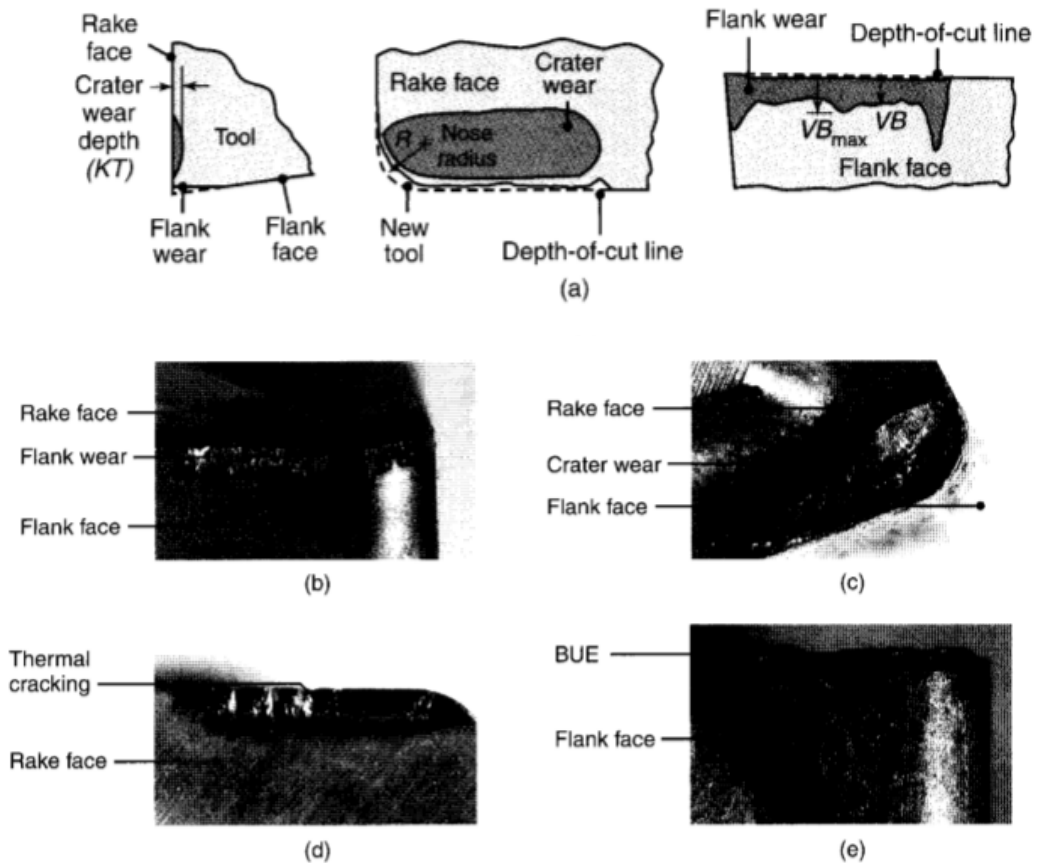 Rake
face
Crater
wear
depth
(KT)
Tool
Flank
wear
Flank
face
Rake face
Crater
wear
R
Nose
radius
New
tool
Depth-of-cut line
Flank wear
Depth-of-cut line
VBmax
VB
Flank face
(a)
Rake face
Flank wear
Flank face
(b)
Rake face
Crater wear
Flank face
(c)
Thermal
cracking
Rake face
(d)
BUE
Flank face
(e)